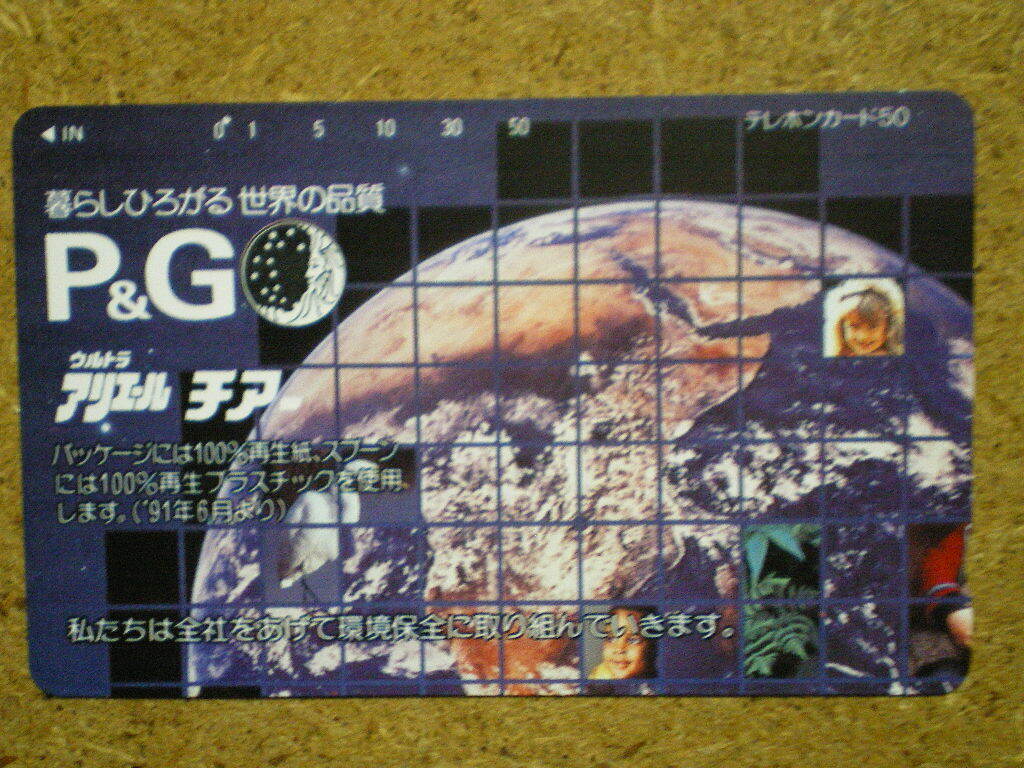 ◀IN 0 1 5 10 30 50 テレホンカード50
暮らしひろがる 世界の品質
P&G
ウルトラ
アリエール チアー
パッケージには100%再生紙、スプーン
には100%再生プラスチックを使用
します。('91年6月より)
私たちは全社をあげて環境保全に取り組んでいきます。